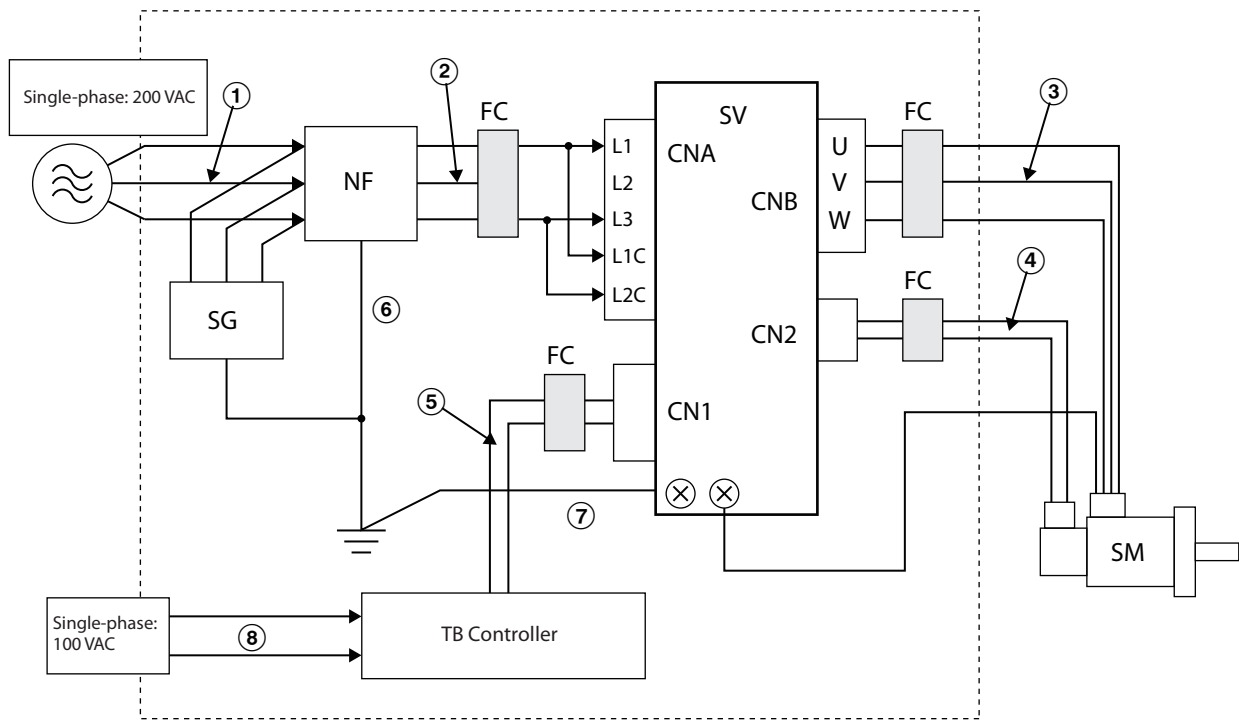 Single-phase: 200 VAC
1
2
FC
SV
FC
3
NF
L1
L2
L3
L1C
L2C
CNA
CNB
U
V
W
SG
6
FC
4
CN2
FC
5
CN1
7
SM
Single-phase:
100 VAC
8
TB Controller